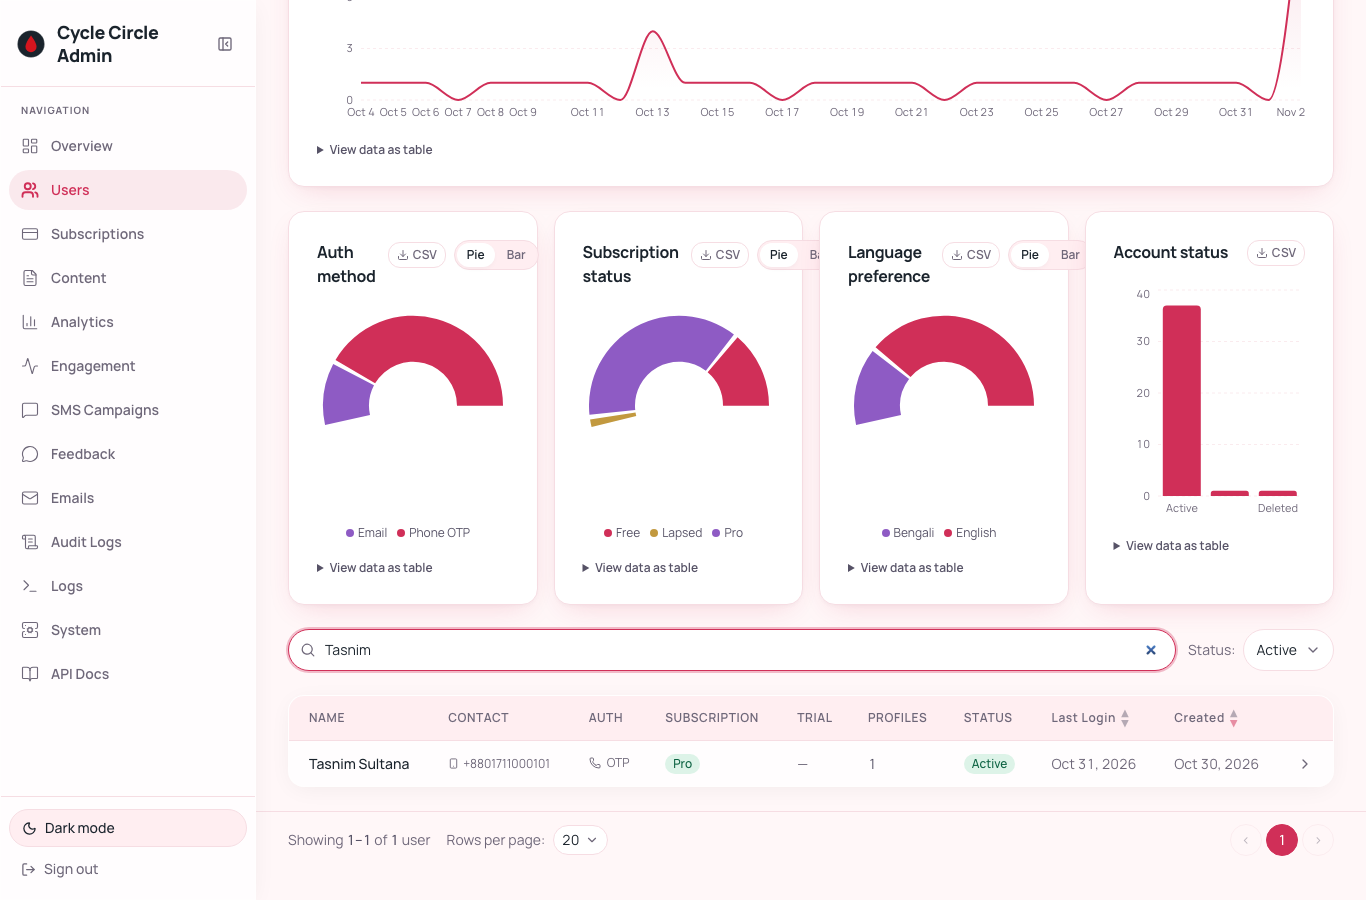 Cycle Circle
Admin
NAVIGATION
Overview
Users
Subscriptions
Content
Analytics
Engagement
SMS Campaigns
Feedback
Emails
Audit Logs
Logs
System
API Docs
Dark mode
Sign out
3
0
Oct 4 Oct 5 Oct 6 Oct 7 Oct 8 Oct 9 Oct 11 Oct 13 Oct 15 Oct 17 Oct 19 Oct 21 Oct 23 Oct 25 Oct 27 Oct 29 Oct 31 Nov 2
View data as table
Auth
method
CSV
Pie Bar
Email Phone OTP
View data as table
Subscription
status
CSV
Pie
Free Lapsed Pro
View data as table
Language
preference
CSV
Pie Bar
Bengali English
View data as table
Account status
CSV
40
30
20
10
0
Active Deleted
View data as table
Tasnim
Status: Active
NAME CONTACT AUTH SUBSCRIPTION TRIAL PROFILES STATUS Last Login Created
Tasnim Sultana +8801711000101 OTP Pro — 1 Active Oct 31, 2026 Oct 30, 2026
Showing 1–1 of 1 user Rows per page: 20
1